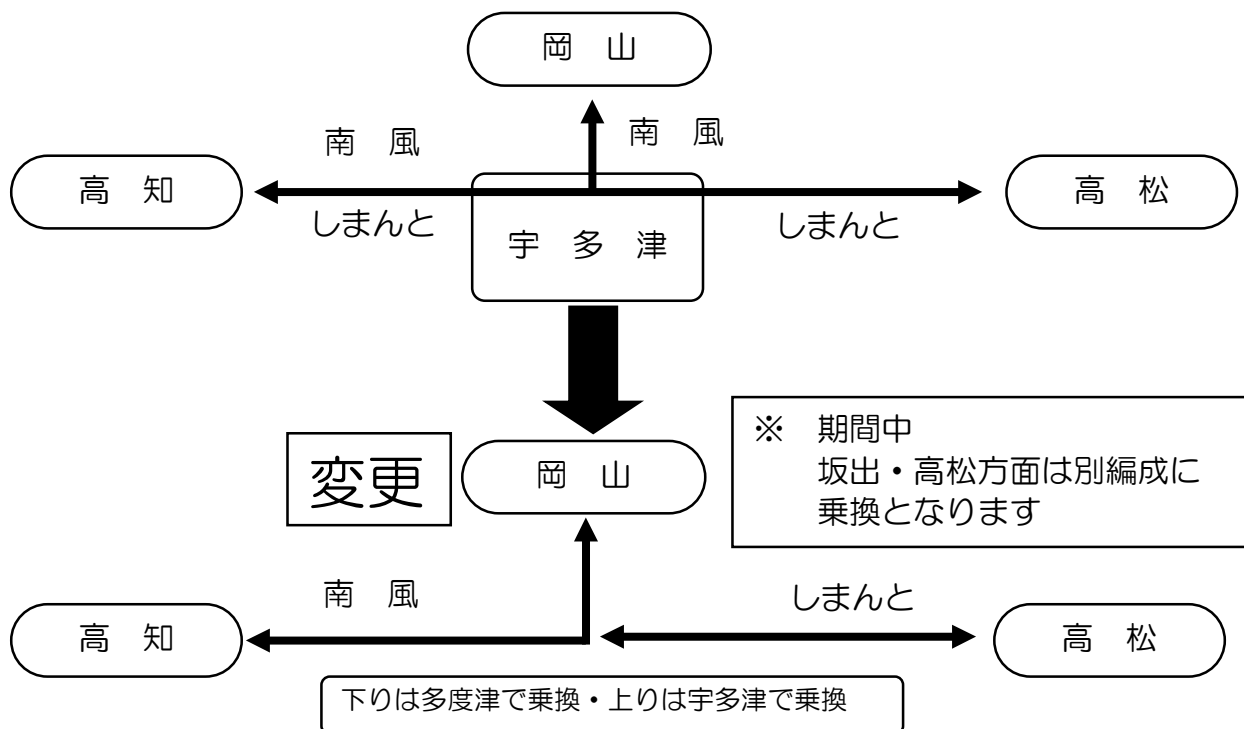 岡 山
南 風
南 風
高 知
高 松
しまんと
しまんと
宇 多 津
変更
岡 山
※ 期間中
坂出・高松方面は別編成に
乗換となります
南 風
しまんと
高 知
高 松
下りは多度津で乗換・上りは宇多津で乗換